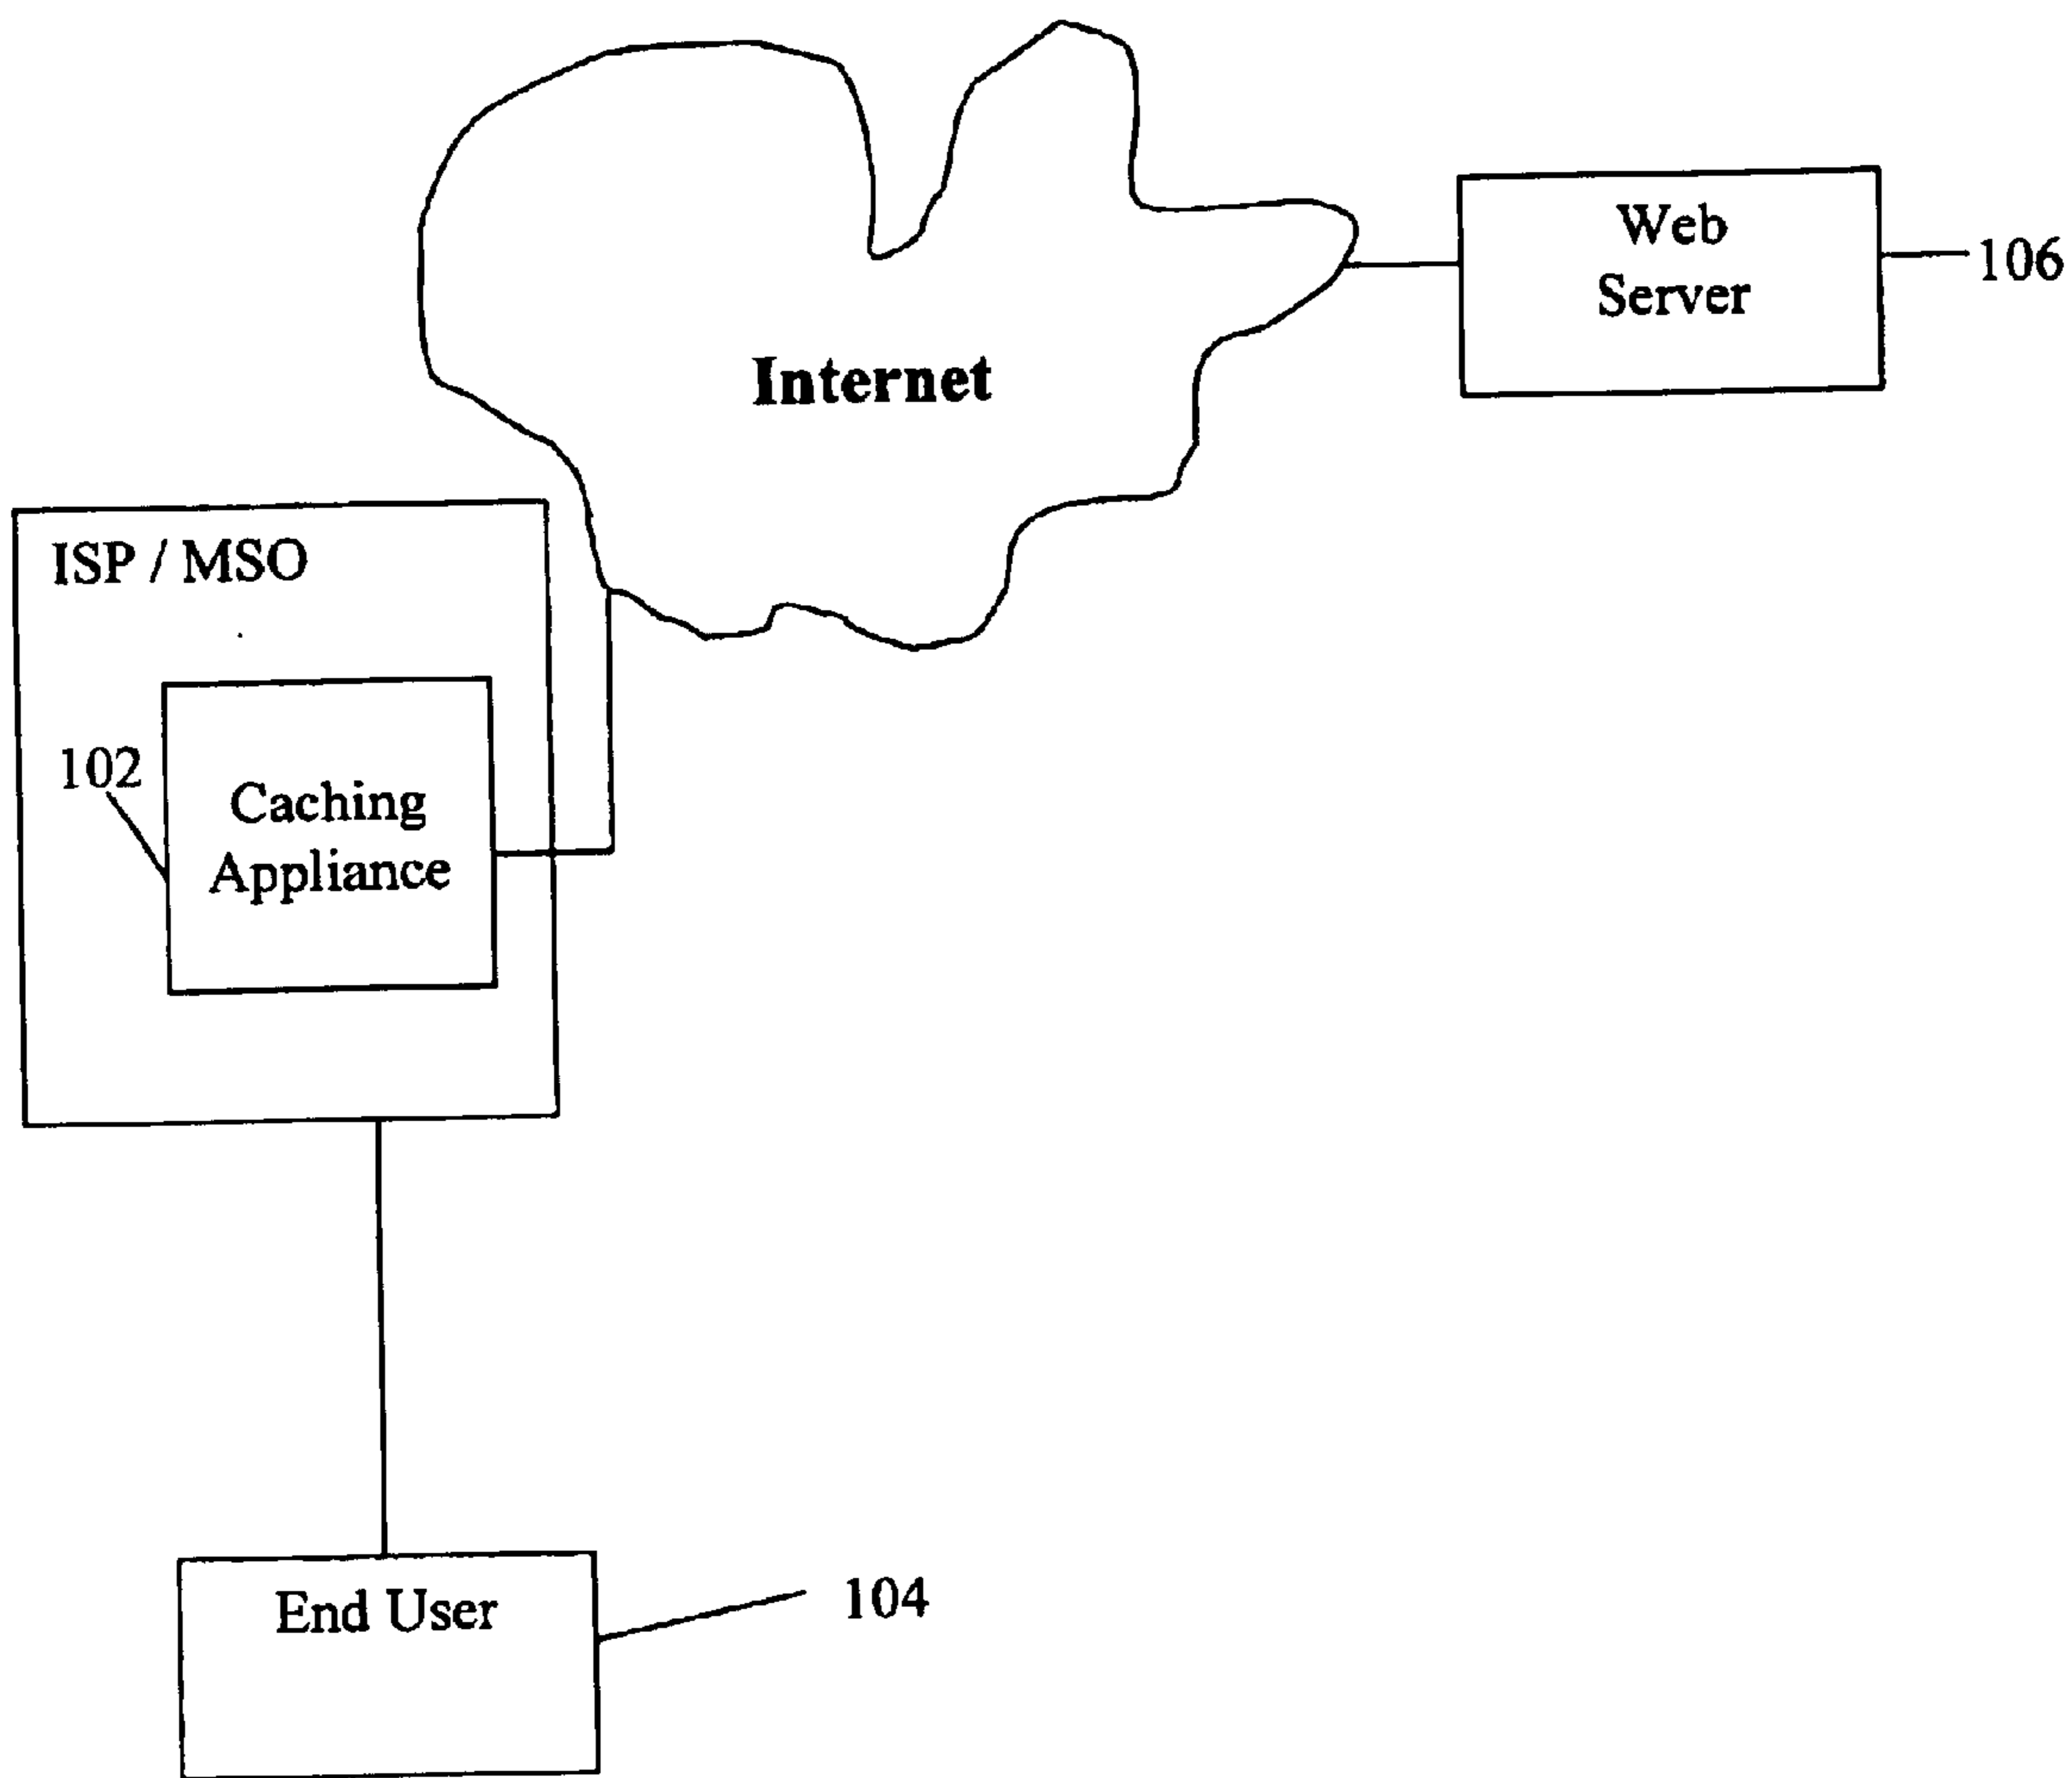 Web
Server
106
Internet
ISP / MSO
102
Caching
Appliance
End User
104